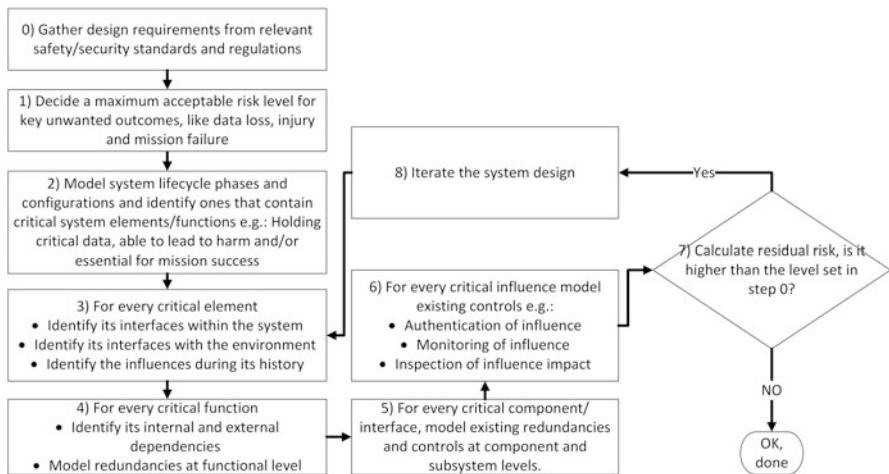 0) Gather design requirements from relevant
safety/security standards and regulations
1) Decide a maximum acceptable risk level for
key unwanted outcomes, like data loss, injury
and mission failure
2) Model system lifecycle phases and
configurations and identify ones that contain
critical system elements/functions e.g.: Holding
critical data, able to lead to harm and/or
essential for mission success
3) For every critical element
• Identify its interfaces within the system
• Identify its interfaces with the environment
• Identify the influences during its history
4) For every critical function
• Identify its internal and external
dependencies
• Model redundancies at functional level
5) For every critical component/
interface, model existing redundancies
and controls at component and
subsystem levels.
6) For every critical influence model
existing controls e.g.:
• Authentication of influence
• Monitoring of influence
• Inspection of influence impact
7) Calculate residual risk, is it
higher than the level set in
step 0?
Yes
8) Iterate the system design
NO
OK,
done